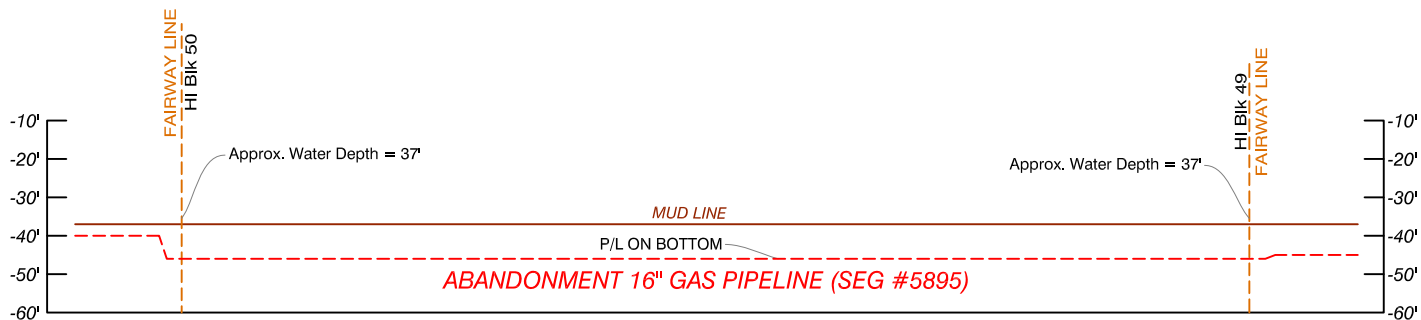 FAIRWAY LINE
HI Blk 50
HI Blk 49
FAIRWAY LINE
-10'
-20'
-30'
-40'
-50'
-60'
Approx. Water Depth = 37'
Approx. Water Depth = 37'
MUD LINE
P/L ON BOTTOM
ABANDONMENT 16" GAS PIPELINE (SEG #5895)
-10'
-20'
-30'
-40'
-50'
-60'